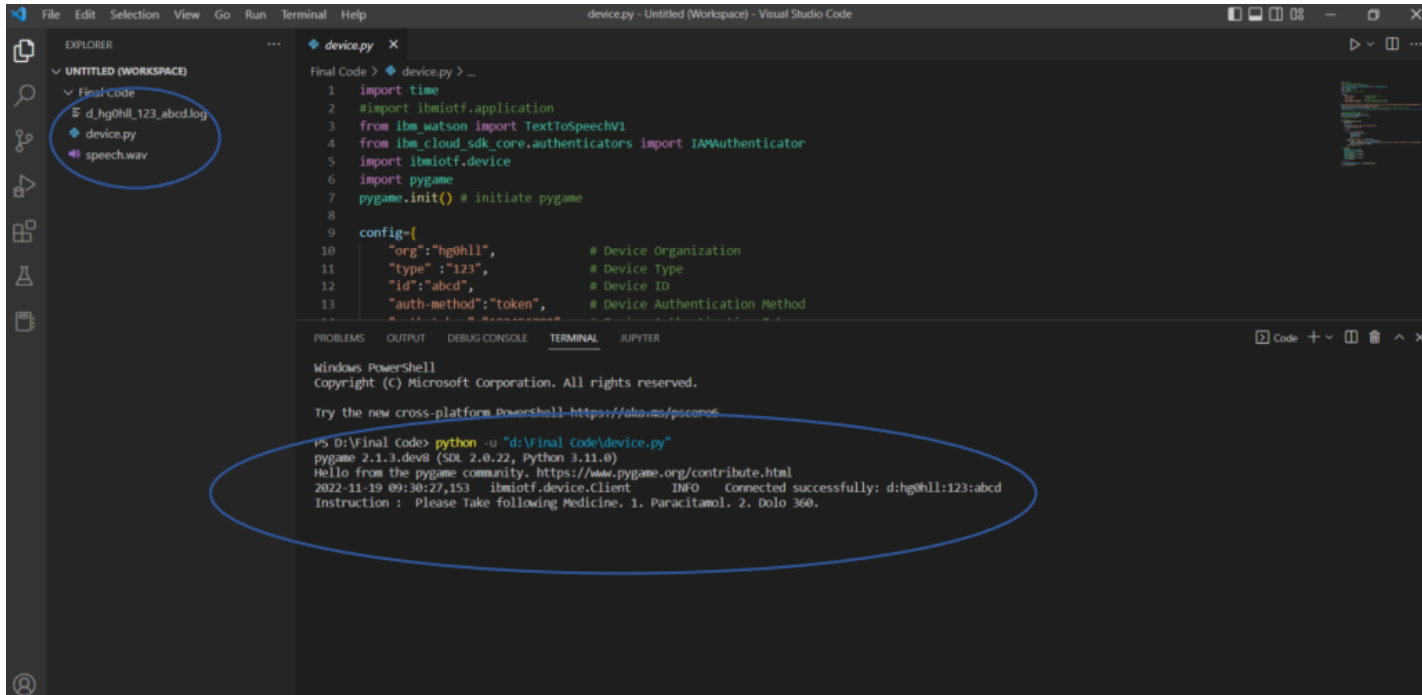 File Edit Selection View Go Run Terminal Help
device.py - Untitled (Workspace) - Visual Studio Code
EXPLORER
UNTITLED (WORKSPACE)
Final Code
d_hg0hll_123_abcd.log
device.py
speech.wav
device.py
Final Code > device.py > ...
1 import time
2 #import ibmiotf.application
3 from ibm_watson import TextToSpeechV1
4 from ibm_cloud_sdk_core.authenticators import IAMAuthenticator
5 import ibmiotf.device
6 import pygame
7 pygame.init() # initiate pygame
8
9 config={
10 "org":"hg0hll", # Device Organization
11 "type" :"123", # Device Type
12 "id":"abcd", # Device ID
13 "auth-method":"token", # Device Authentication Method
PROBLEMS OUTPUT DEBUG CONSOLE TERMINAL JUPYTER
Code
Windows PowerShell
Copyright (C) Microsoft Corporation. All rights reserved.
Try the new cross-platform PowerShell https://aka.ms/pscore6
PS D:\Final Code> python -u "d:\Final Code\device.py"
pygame 2.1.3.dev8 (SDL 2.0.22, Python 3.11.0)
Hello from the pygame community. https://www.pygame.org/contribute.html
2022-11-19 09:30:27,153 ibmiotf.device.Client INFO Connected successfully: d:hg0hll:123:abcd
Instruction : Please Take following Medicine. 1. Paracitamol. 2. Dolo 360.